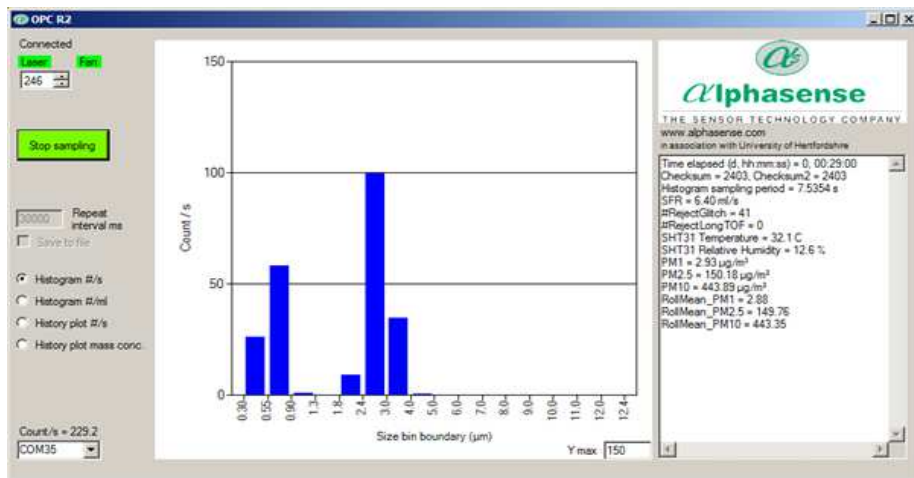 OPC R2
Connected
Laser Fan
246
Stop sampling
30000 Repeat
interval ms
Save to file
Histogram #/s
Histogram #/ml
History plot #/s
History plot mass conc.
Count/s = 229.2
COM35
Count / s
150
100
50
0
0.30 0.55 0.90 1.3 1.8 2.4 3.0 4.0 5.0 6.0 7.0 8.0 9.0 10.0 11.0 12.0 12.4
Size bin boundary (µm)
Y max 150
αlphasense
THE SENSOR TECHNOLOGY COMPANY
www.alphasense.com
in association with University of Hertfordshire
Time elapsed (d, hh:mm:ss) = 0, 00:29:00
Checksum = 2403, Checksum2 = 2403
Histogram sampling period = 7.5354 s
SFR = 6.40 ml/s
#RejectGlitch = 41
#RejectLongTOF = 0
SHT31 Temperature = 32.1 C
SHT31 Relative Humidity = 12.6 %
PM1 = 2.93 µg/m³
PM2.5 = 150.18 µg/m³
PM10 = 443.89 µg/m³
RollMean_PM1 = 2.88
RollMean_PM2.5 = 149.76
RollMean_PM10 = 443.35